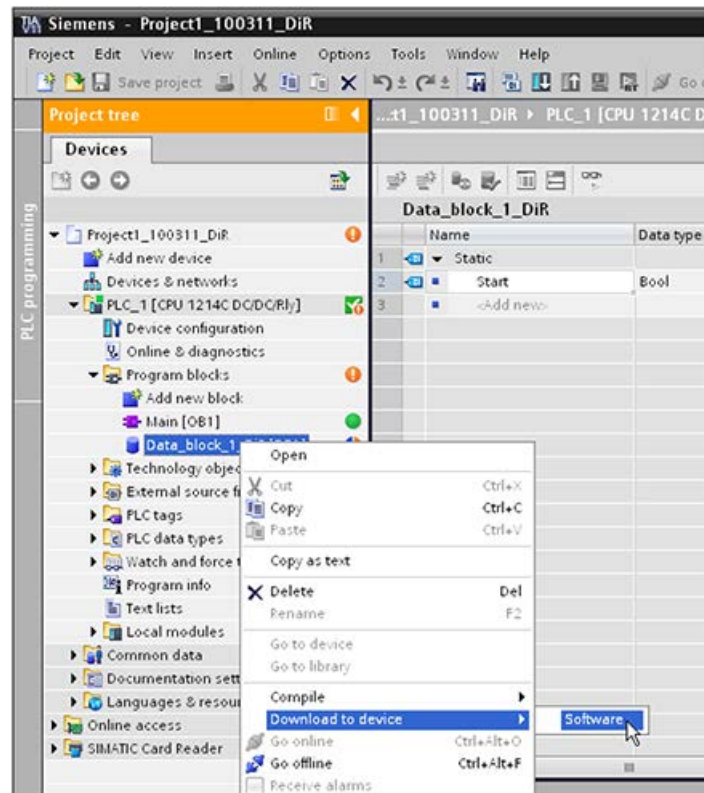 Siemens - Project1_100311_DiR
Project Edit View Insert Online Options Tools Window Help
Save project Go
Project tree
...t1_100311_DiR ▸ PLC_1 [CPU 1214C D
Devices
PLC programming
Data_block_1_DiR
Name Data type
Project1_100311_DiR
1 Static
Add new device
2 Start Bool
Devices & networks
3 <Add new>
PLC_1 [CPU 1214C DC/DC/Rly]
Device configuration
Online & diagnostics
Program blocks
Add new block
Main [OB1]
Data_block_1
Technology objec
External source f
PLC tags
PLC data types
Watch and force t
Program info
Text lists
Local modules
Common data
Documentation sett
Languages & resou
Online access
SIMATIC Card Reader
Open
Cut Ctrl+X
Copy Ctrl+C
Paste Ctrl+V
Copy as text
Delete Del
Rename F2
Go to device
Go to library
Compile
Download to device
Software
Go online Ctrl+Alt+O
Go offline Ctrl+Alt+F
Receive alarms